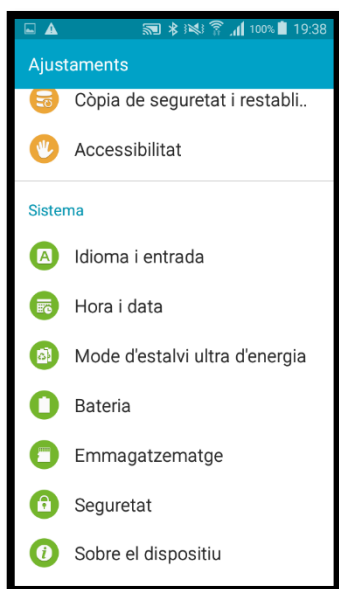 100% 19:38
Ajustaments
Còpia de seguretat i restabli..
Accessibilitat
Sistema
A Idioma i entrada
Hora i data
Mode d'estalvi ultra d'energia
Bateria
Emmagatzematge
Seguretat
i Sobre el dispositiu